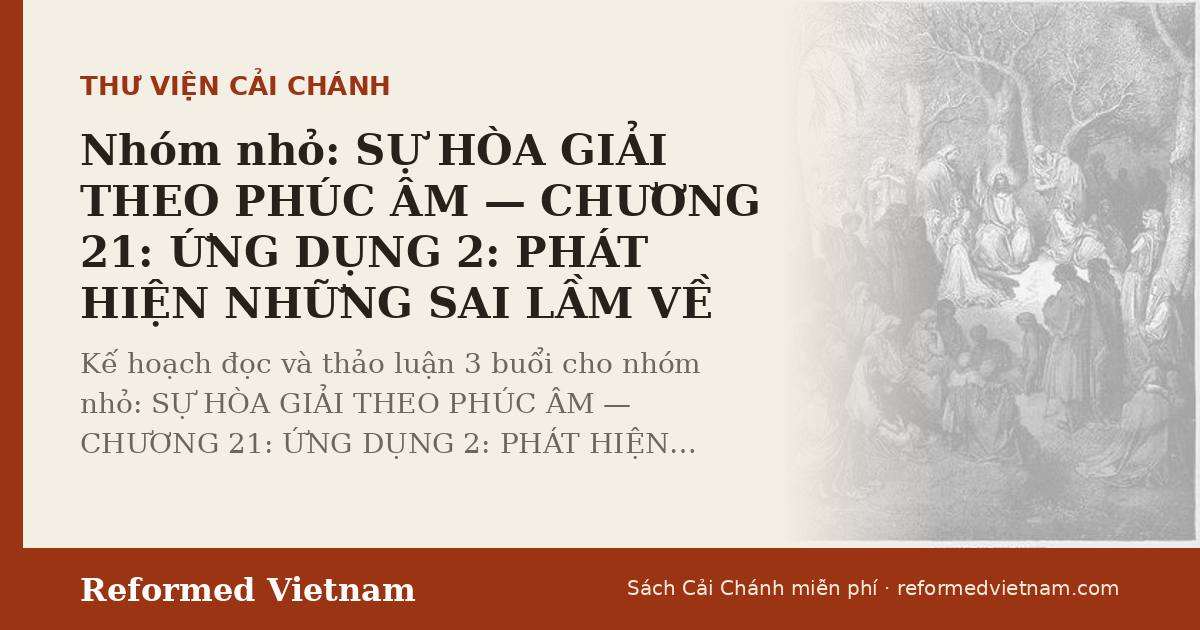 THƯ VIỆN CẢI CHÁNH
Nhóm nhỏ: SỰ HÒA GIẢI
THEO PHÚC ÂM — CHƯƠNG
21: ỨNG DỤNG 2: PHÁT
HIỆN NHỮNG SAI LẦM VỀ
Kế hoạch đọc và thảo luận 3 buổi cho nhóm
nhỏ: SỰ HÒA GIẢI THEO PHÚC ÂM —
CHƯƠNG 21: ỨNG DỤNG 2: PHÁT HIỆN...
Reformed Vietnam
Sách Cải Chánh miễn phí · reformedvietnam.com